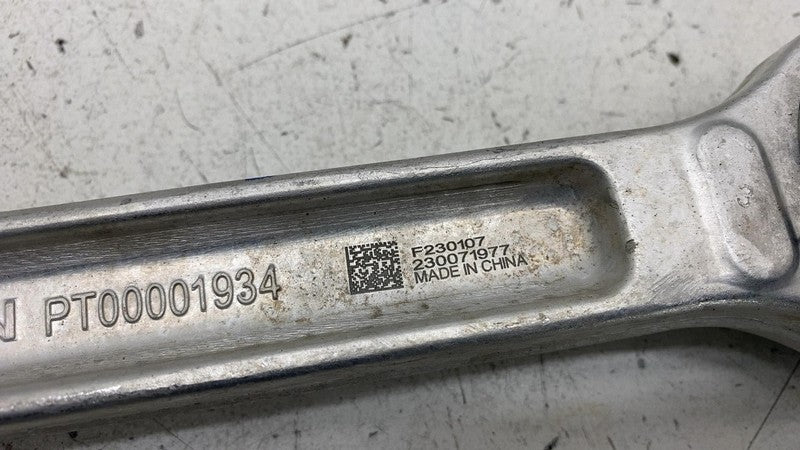 N PT00001934
F230107
230071977
MADE IN CHINA